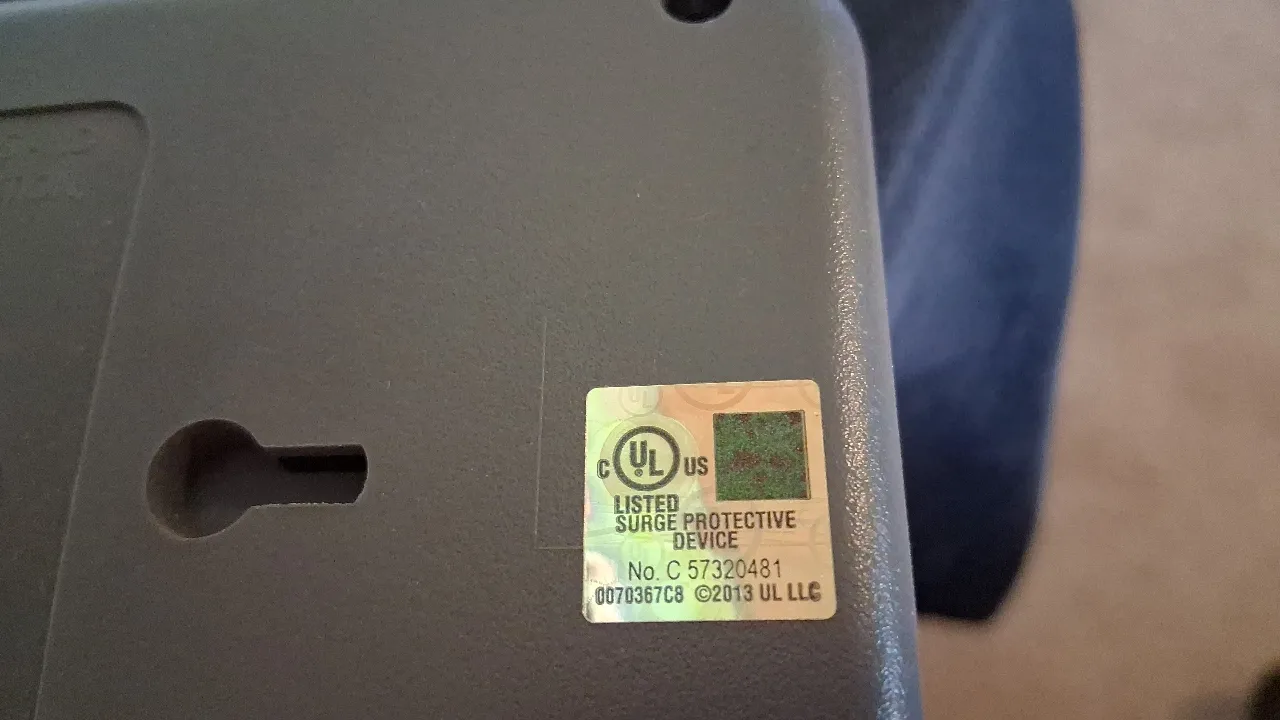 C UL US
LISTED
SURGE PROTECTIVE
DEVICE
No. C 57320481
0070367C8 ©2013 UL LLC